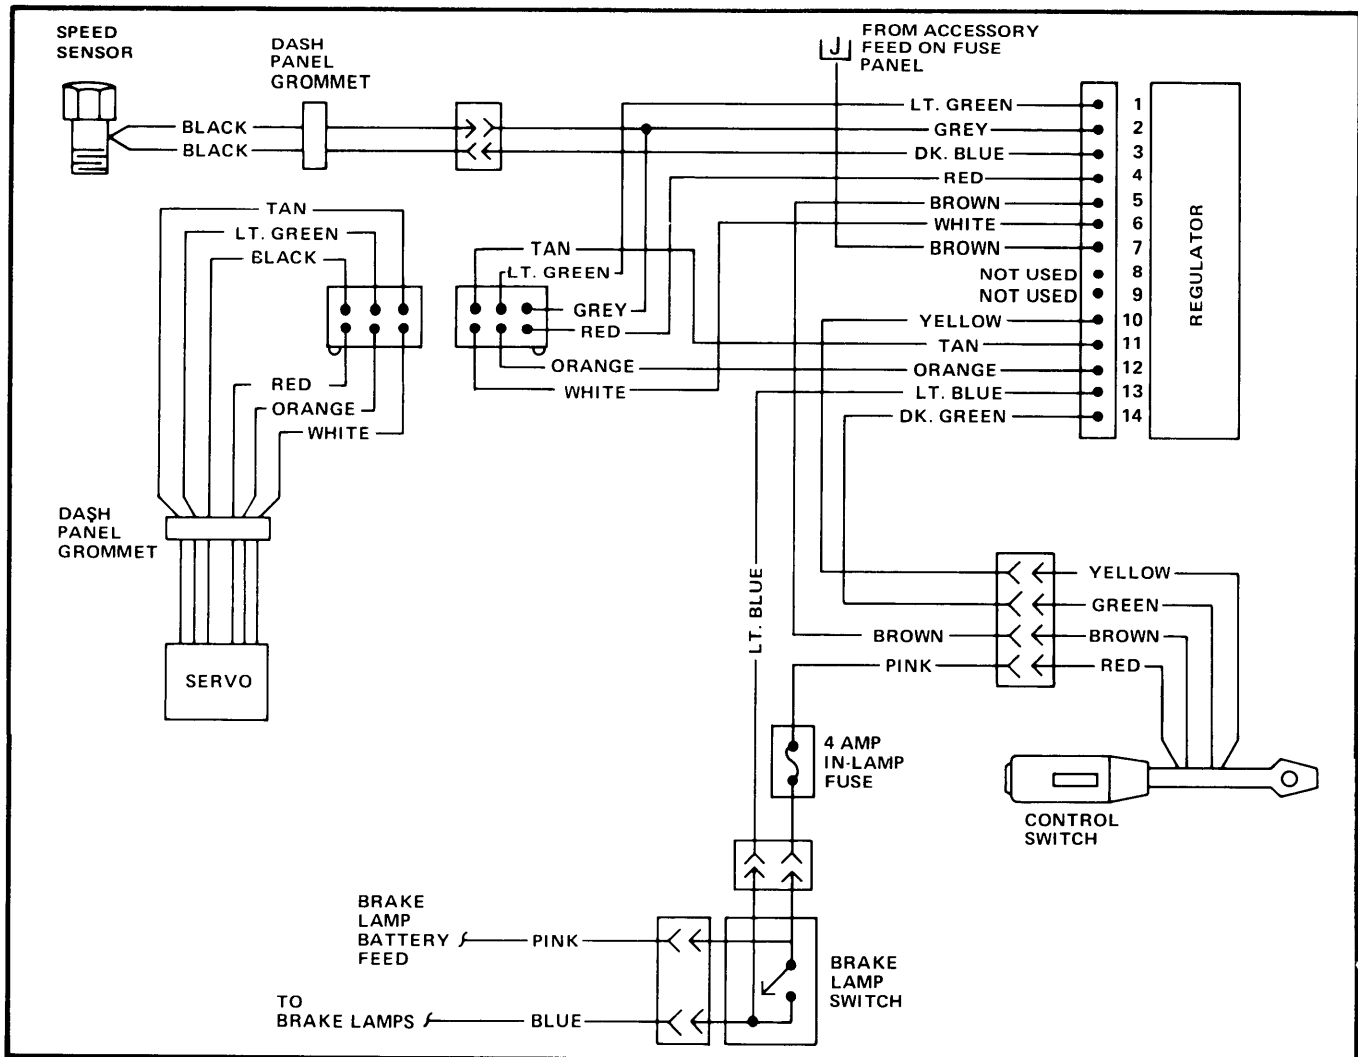 SPEED
SENSOR
DASH
PANEL
GROMMET
J
FROM ACCESSORY
FEED ON FUSE
PANEL
BLACK
BLACK
LT. GREEN 1
GREY 2
DK. BLUE 3
RED 4
BROWN 5
WHITE 6
BROWN 7
NOT USED 8
NOT USED 9
YELLOW 10
TAN 11
ORANGE 12
LT. BLUE 13
DK. GREEN 14
REGULATOR
TAN
LT. GREEN
BLACK
TAN
LT. GREEN
GREY
RED
ORANGE
WHITE
RED
ORANGE
WHITE
DASH
PANEL
GROMMET
SERVO
LT. BLUE
YELLOW
GREEN
BROWN
BROWN
PINK
RED
4 AMP
IN-LAMP
FUSE
CONTROL
SWITCH
BRAKE
LAMP
BATTERY
FEED
PINK
BRAKE
LAMP
SWITCH
TO
BRAKE LAMPS
BLUE